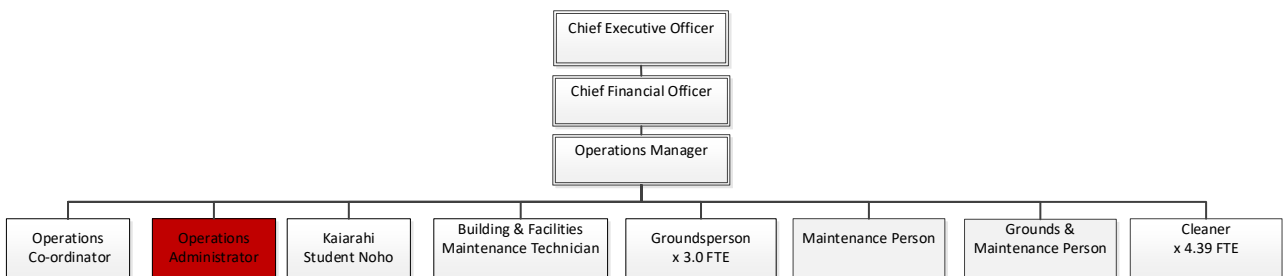 Chief Executive Officer
Chief Financial Officer
Operations Manager
Operations
Co-ordinator
Operations
Administrator
Kaiarahi
Student Noho
Building & Facilities
Maintenance Technician
Groundsperson
x 3.0 FTE
Maintenance Person
Grounds &
Maintenance Person
Cleaner
x 4.39 FTE